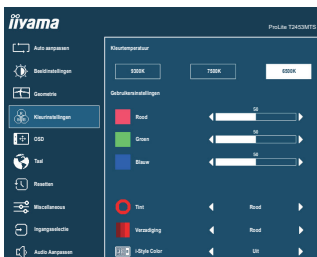 iiyama
ProLite T2453MTS
Auto aanpassen
Kleurtemperatuur
Beeldinstellingen
9300K 7500K 6500K
Geometrie
Gebruikersinstellingen
Kleurinstellingen
50
Rood
OSD
Groen
50
Taal
Blauw
Resetten
Miscellaneous
Tint Rood
Ingangsselectie
Verzadiging Rood
Audio Aanpassen
i-Style Color Uit